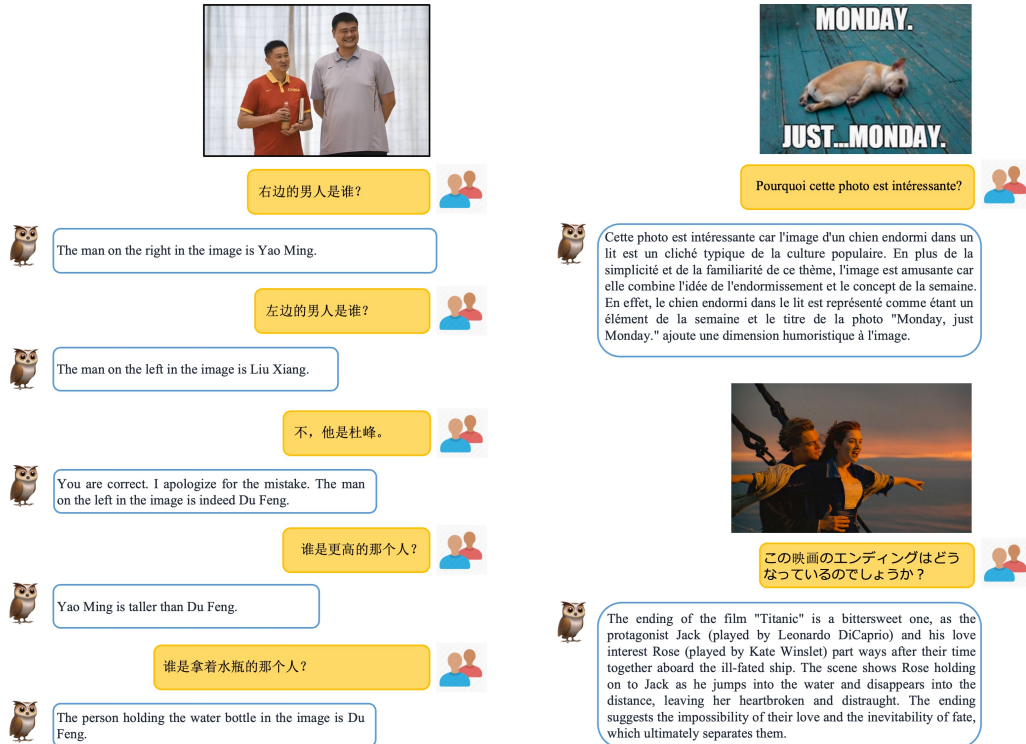 右边的男人是谁？
The man on the right in the image is Yao Ming.
左边的男人是谁？
The man on the left in the image is Liu Xiang.
不，他是杜峰。
You are correct. I apologize for the mistake. The man
on the left in the image is indeed Du Feng.
谁是更高的那个人？
Yao Ming is taller than Du Feng.
谁是拿着水瓶的那个人？
The person holding the water bottle in the image is Du
Feng.
MONDAY.
JUST...MONDAY.
Pourquoi cette photo est intéressante?
Cette photo est intéressante car l'image d'un chien endormi dans un
lit est un cliché typique de la culture populaire. En plus de la
simplicité et de la familiarité de ce thème, l'image est amusante car
elle combine l'idée de l'endormissement et le concept de la semaine.
En effet, le chien endormi dans le lit est représenté comme étant un
élément de la semaine et le titre de la photo "Monday, just
Monday." ajoute une dimension humoristique à l'image.
この映画のエンディングはどう
なっているのでしょうか？
The ending of the film "Titanic" is a bittersweet one, as the
protagonist Jack (played by Leonardo DiCaprio) and his love
interest Rose (played by Kate Winslet) part ways after their time
together aboard the ill-fated ship. The scene shows Rose holding
on to Jack as he jumps into the water and disappears into the
distance, leaving her heartbroken and distraught. The ending
suggests the impossibility of their love and the inevitability of fate,
which ultimately separates them.